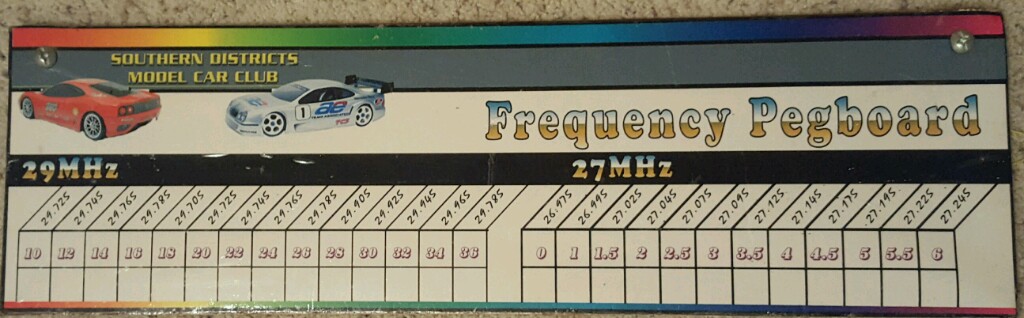 SOUTHERN DISTRICTS
MODEL CAR CLUB
1
Frequency Pegboard
29MHz 27MHz
29.725 29.745 29.765 29.785 29.705 29.725 29.745 29.765 29.785 29.905 29.925 29.945 29.965 29.985 26.975 26.995 27.025 27.045 27.075 27.095 27.125 27.145 27.175 27.195 27.225 27.245
10 12 14 16 18 20 22 24 26 28 30 32 34 36 0 1 1.5 2 2.5 3 3.5 4 4.5 5 5.5 6